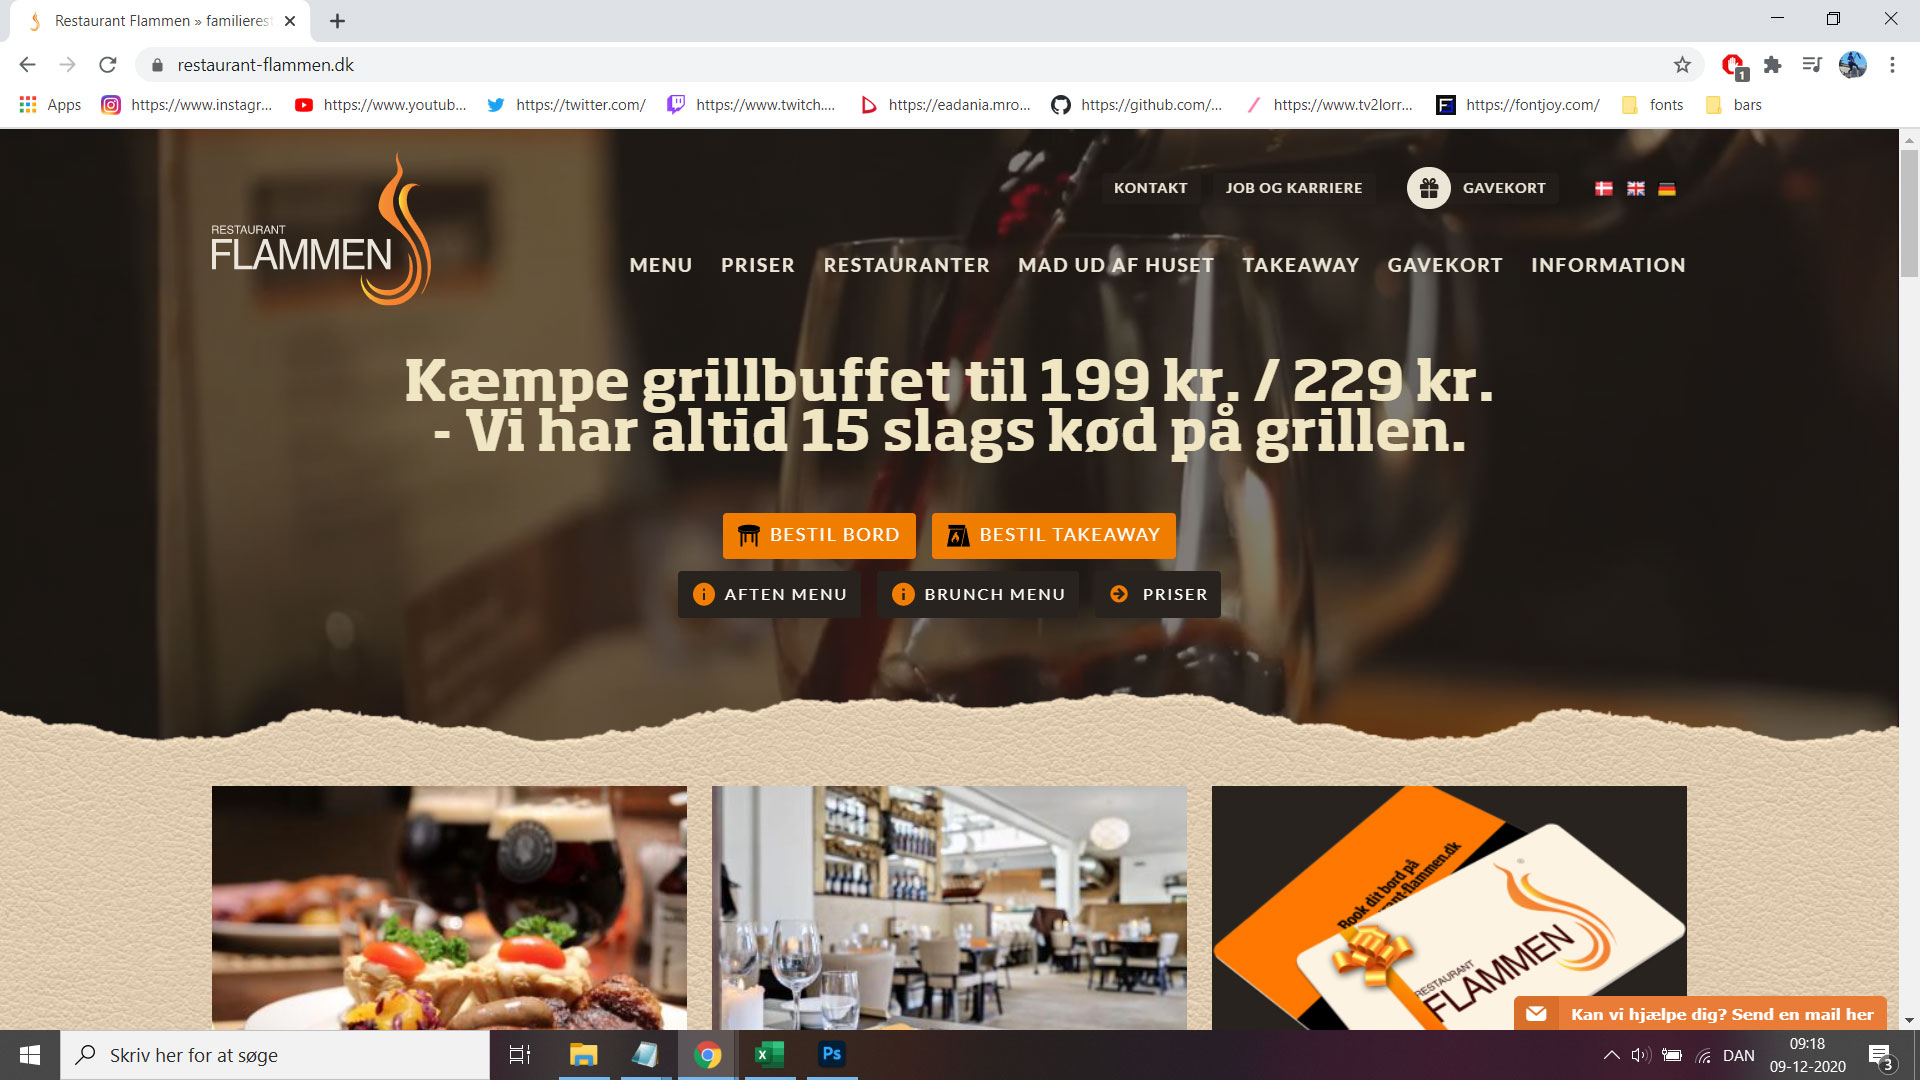 Restaurant Flammen » familierest
restaurant-flammen.dk
1
Apps
https://www.instagr...
https://www.youtub...
https://twitter.com/
https://www.twitch....
https://eadania.mro...
https://github.com/...
https://www.tv2lorr...
https://fontjoy.com/
fonts
bars
KONTAKT
JOB OG KARRIERE
GAVEKORT
RESTAURANT
FLAMMEN
MENU
PRISER
RESTAURANTER
MAD UD AF HUSET
TAKEAWAY
GAVEKORT
INFORMATION
Kæmpe grillbuffet til 199 kr. / 229 kr.
- Vi har altid 15 slags kød på grillen.
BESTIL BORD
BESTIL TAKEAWAY
AFTEN MENU
BRUNCH MENU
PRISER
Book dit bord på
rant-flammen.dk
RESTAURANT
FLAMMEN
Kan vi hjælpe dig? Send en mail her
Skriv her for at søge
Ps
DAN
09:18
09-12-2020
3